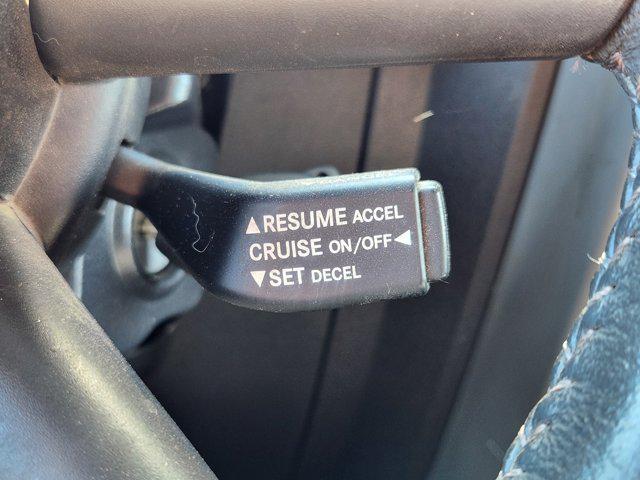 ▲RESUME ACCEL
CRUISE ON/OFF◄
▼SET DECEL